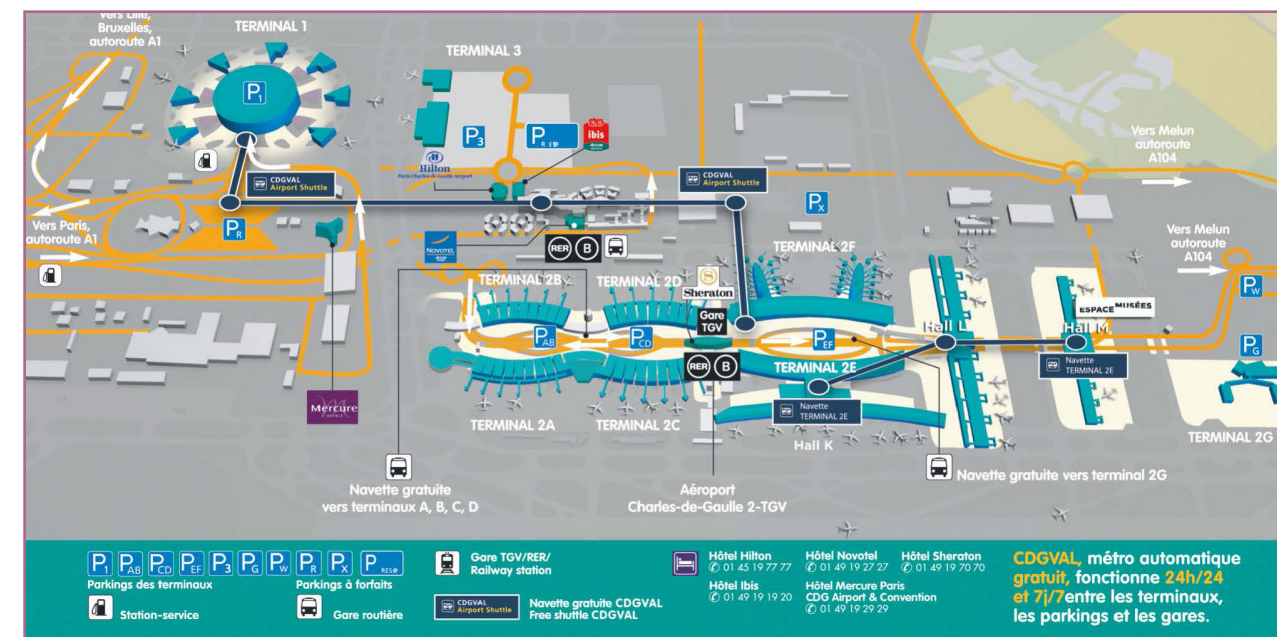 Vers Lille,
Bruxelles,
autoroute A1
TERMINAL 1
P1
TERMINAL 3
P3
P RES@
ibis
Hilton
Paris Charles de Gaulle Airport
CDGVAL
Airport Shuttle
CDGVAL
Airport Shuttle
Vers Melun
autoroute
A104
Vers Paris,
autoroute A1
PR
PX
NOVOTEL
RER B
Vers Melun
autoroute
A104
TERMINAL 2B
TERMINAL 2D
Sheraton
TERMINAL 2F
Gare
TGV
PAB
PCD
PEF
Hall L
ESPACE MUSÉES
Hall M
PW
PG
RER B
TERMINAL 2E
Navette
TERMINAL 2E
Navette
TERMINAL 2E
Mercure
HOTELS
TERMINAL 2A
TERMINAL 2C
Hall K
TERMINAL 2G
Navette gratuite
vers terminaux A, B, C, D
Aéroport
Charles-de-Gaulle 2-TGV
Navette gratuite vers terminal 2G
P1 PAB PCD PEF P3 PG PW PR PX P RES@
Parkings des terminaux
Parkings à forfaits
Station-service
Gare routière
Gare TGV/RER/
Railway station
CDGVAL
Airport Shuttle
Navette gratuite CDGVAL
Free shuttle CDGVAL
Hôtel Hilton
01 45 19 77 77
Hôtel Novotel
01 49 19 27 27
Hôtel Sheraton
01 49 19 70 70
Hôtel Ibis
01 49 19 19 20
Hôtel Mercure Paris
CDG Airport & Convention
01 49 19 29 29
CDGVAL, métro automatique
gratuit, fonctionne 24h/24
et 7j/7entre les terminaux,
les parkings et les gares.